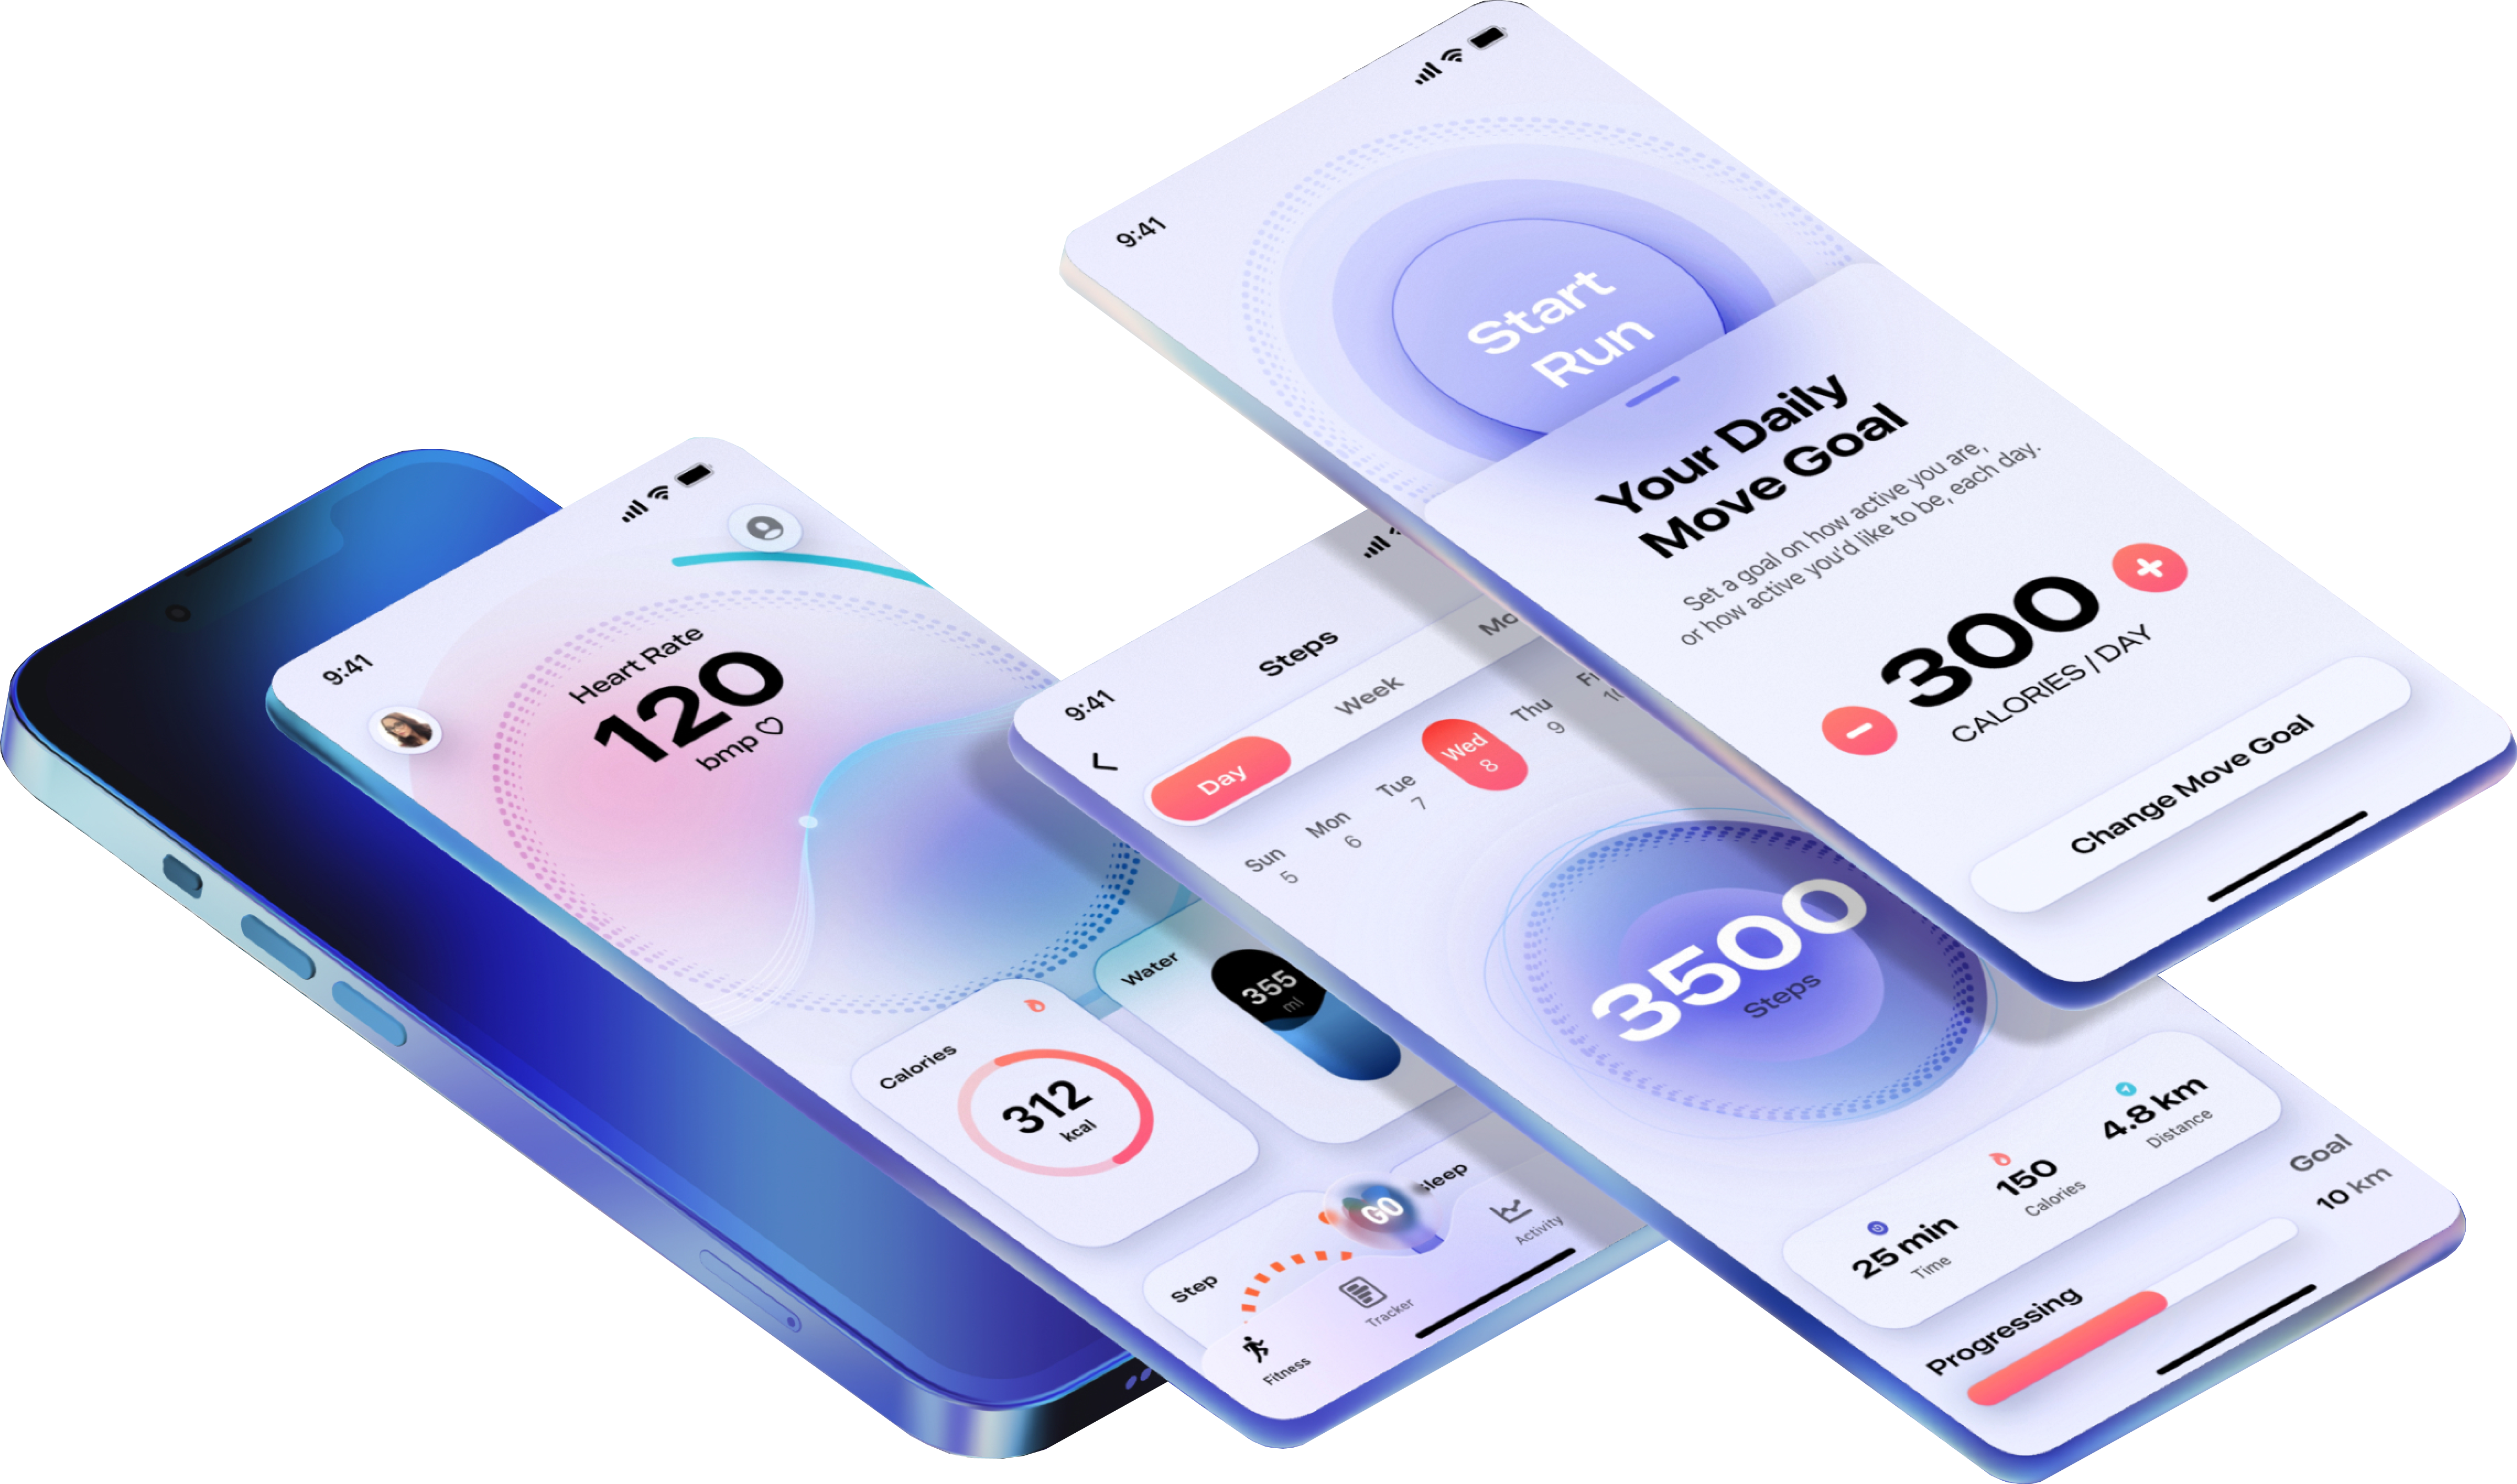 9:41
Heart Rate
120
bmp
Calories
312
kcal
Water
355
ml
Step
GO
Fitness
Tracker
Activity
9:41
Steps
Day
Week
Sun
5
Mon
6
Tue
7
Wed
8
Thu
9
3500
Steps
25 min
Time
150
Calories
4.8 km
Distance
Progressing
Goal
10 km
9:41
Start
Run
Your Daily
Move Goal
Set a goal on how active you are,
or how active you'd like to be, each day.
300
CALORIES / DAY
Change Move Goal